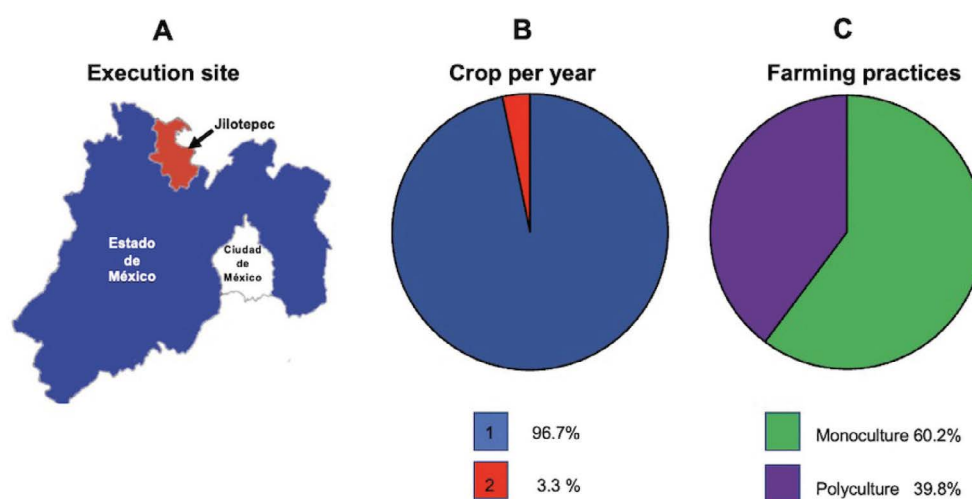 A
Execution site
Jilotepec
Estado
de
México
Ciudad
de
México
B
Crop per year
1 96.7%
2 3.3 %
C
Farming practices
Monoculture 60.2%
Polyculture 39.8%